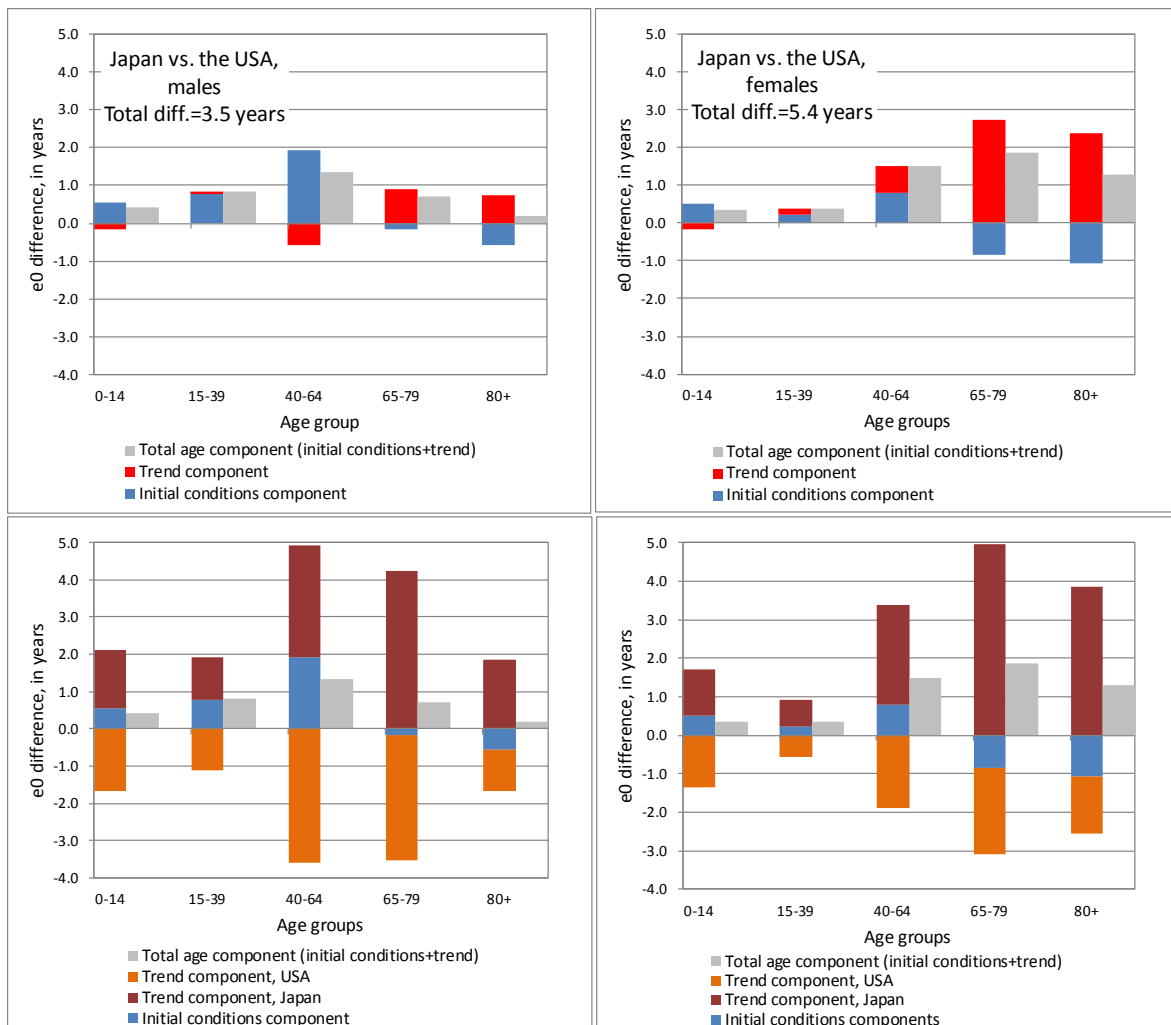 Japan vs. the USA,
males
Total diff.=3.5 years
e0 difference, in years
5.0
4.0
3.0
2.0
1.0
0.0
-1.0
-2.0
-3.0
-4.0
0-14 15-39 40-64 65-79 80+
Age group
Total age component (initial conditions+trend)
Trend component
Initial conditions component
Japan vs. the USA,
females
Total diff.=5.4 years
e0 difference, in years
5.0
4.0
3.0
2.0
1.0
0.0
-1.0
-2.0
-3.0
-4.0
0-14 15-39 40-64 65-79 80+
Age groups
Total age component (initial conditions+trend)
Trend component
Initial conditions component
e0 difference, in years
5.0
4.0
3.0
2.0
1.0
0.0
-1.0
-2.0
-3.0
-4.0
0-14 15-39 40-64 65-79 80+
Age groups
Total age component (initial conditions+trend)
Trend component, USA
Trend component, Japan
Initial conditions component
e0 difference, in years
5.0
4.0
3.0
2.0
1.0
0.0
-1.0
-2.0
-3.0
-4.0
0-14 15-39 40-64 65-79 80+
Age groups
Total age component (initial conditions+trend)
Trend component, USA
Trend component, Japan
Initial conditions components